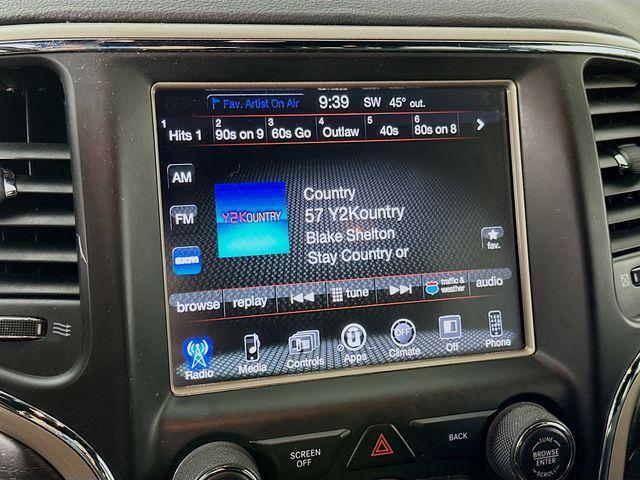 Fav. Artist On Air 9:39 SW 45° out.
1 2 3 4 5 6
Hits 1 90s on 9 60s Go Outlaw 40s 80s on 8
AM
FM
sxm
Y2KOUNTRY
Country
57 Y2Kountry
Blake Shelton
Stay Country or
fav.
browse replay tune traffic & weather audio
Radio Media Controls Apps OFF Climate Off Phone
SCREEN OFF
BACK
TUNE
BROWSE
ENTER
SCROLL